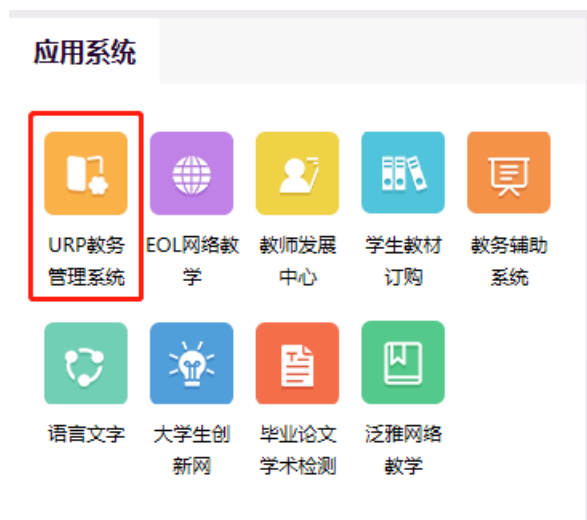 应用系统
URP教务 EOL网络教 教师发展 学生教材 教务辅助
管理系统 学 中心 订购 系统
语言文字 大学生创 毕业论文 泛雅网络
新网 学术检测 教学